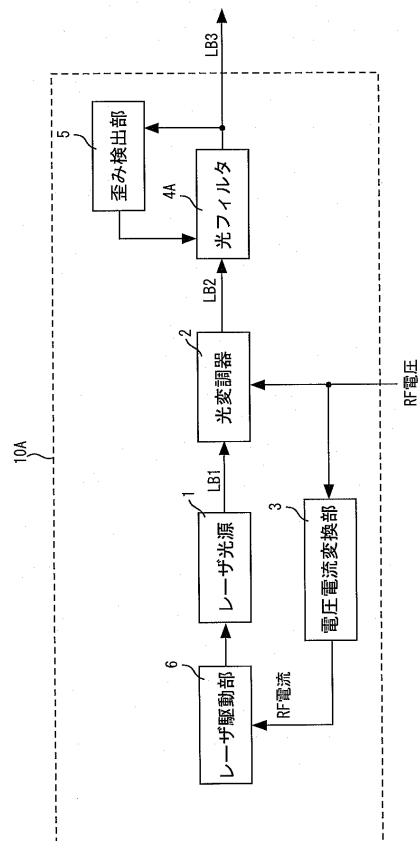 10A
6
レーザ駆動部
1
レーザ光源
LB1
2
光変調器
LB2
4A
光フィルタ
5
歪み検出部
LB3
RF電流
3
電圧電流変換部
RF電圧